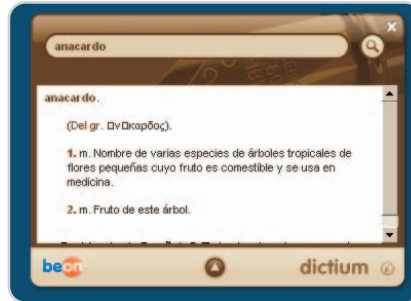 anacardo
anacardo.
(Del gr. □ν□καρδος).
1. m. Nombre de varias especies de árboles tropicales de
flores pequeñas cuyo fruto es comestible y se usa en
medicina.
2. m. Fruto de este árbol.
beon
dictium